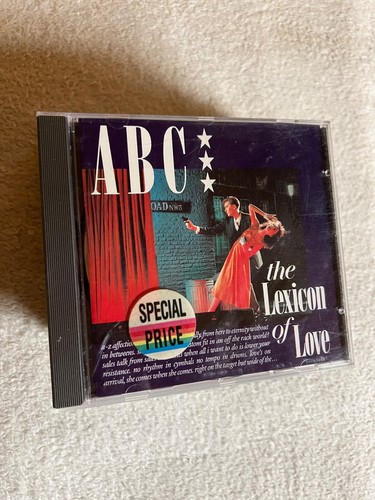 ABC
OAD NW8
the
Lexicon
of
Love
SPECIAL
PRICE
lly from here to eternity without
in betweens.
tom fit in an off the rack world?
sales talk from
when all i want to do is lower your
resistance. no rhythm in cymbals no tempo in drums, love's on
arrival, she comes when she comes. right on the target but wide of the...